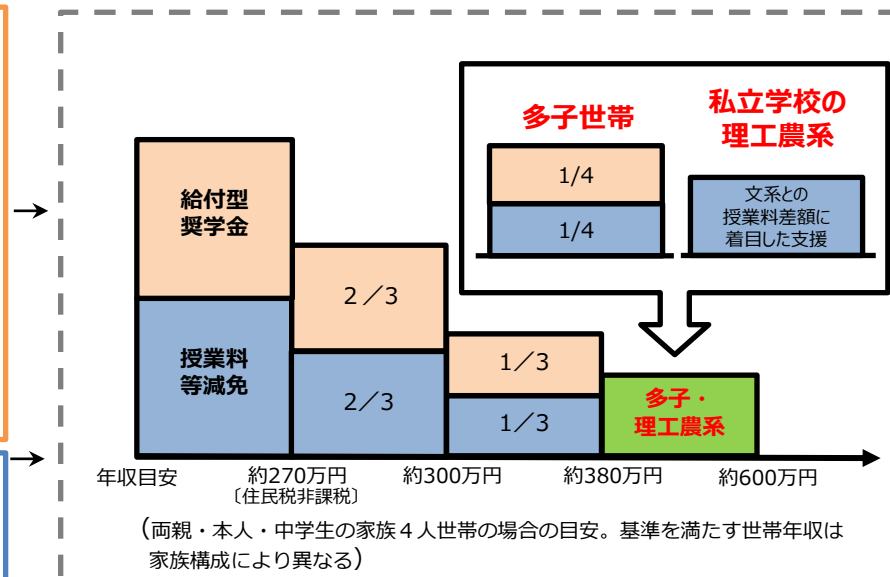 多子世帯
1/4
1/4
私立学校の
理工農系
文系との
授業料差額に
着目した支援
給付型
奨学金
授業料
等減免
2／3
2/3
1／3
1／3
多子・
理工農系
年収目安
約270万円
〔住民税非課税〕
約300万円
約380万円
約600万円
(両親・本人・中学生の家族４人世帯の場合の目安。基準を満たす世帯年収は
家族構成により異なる)